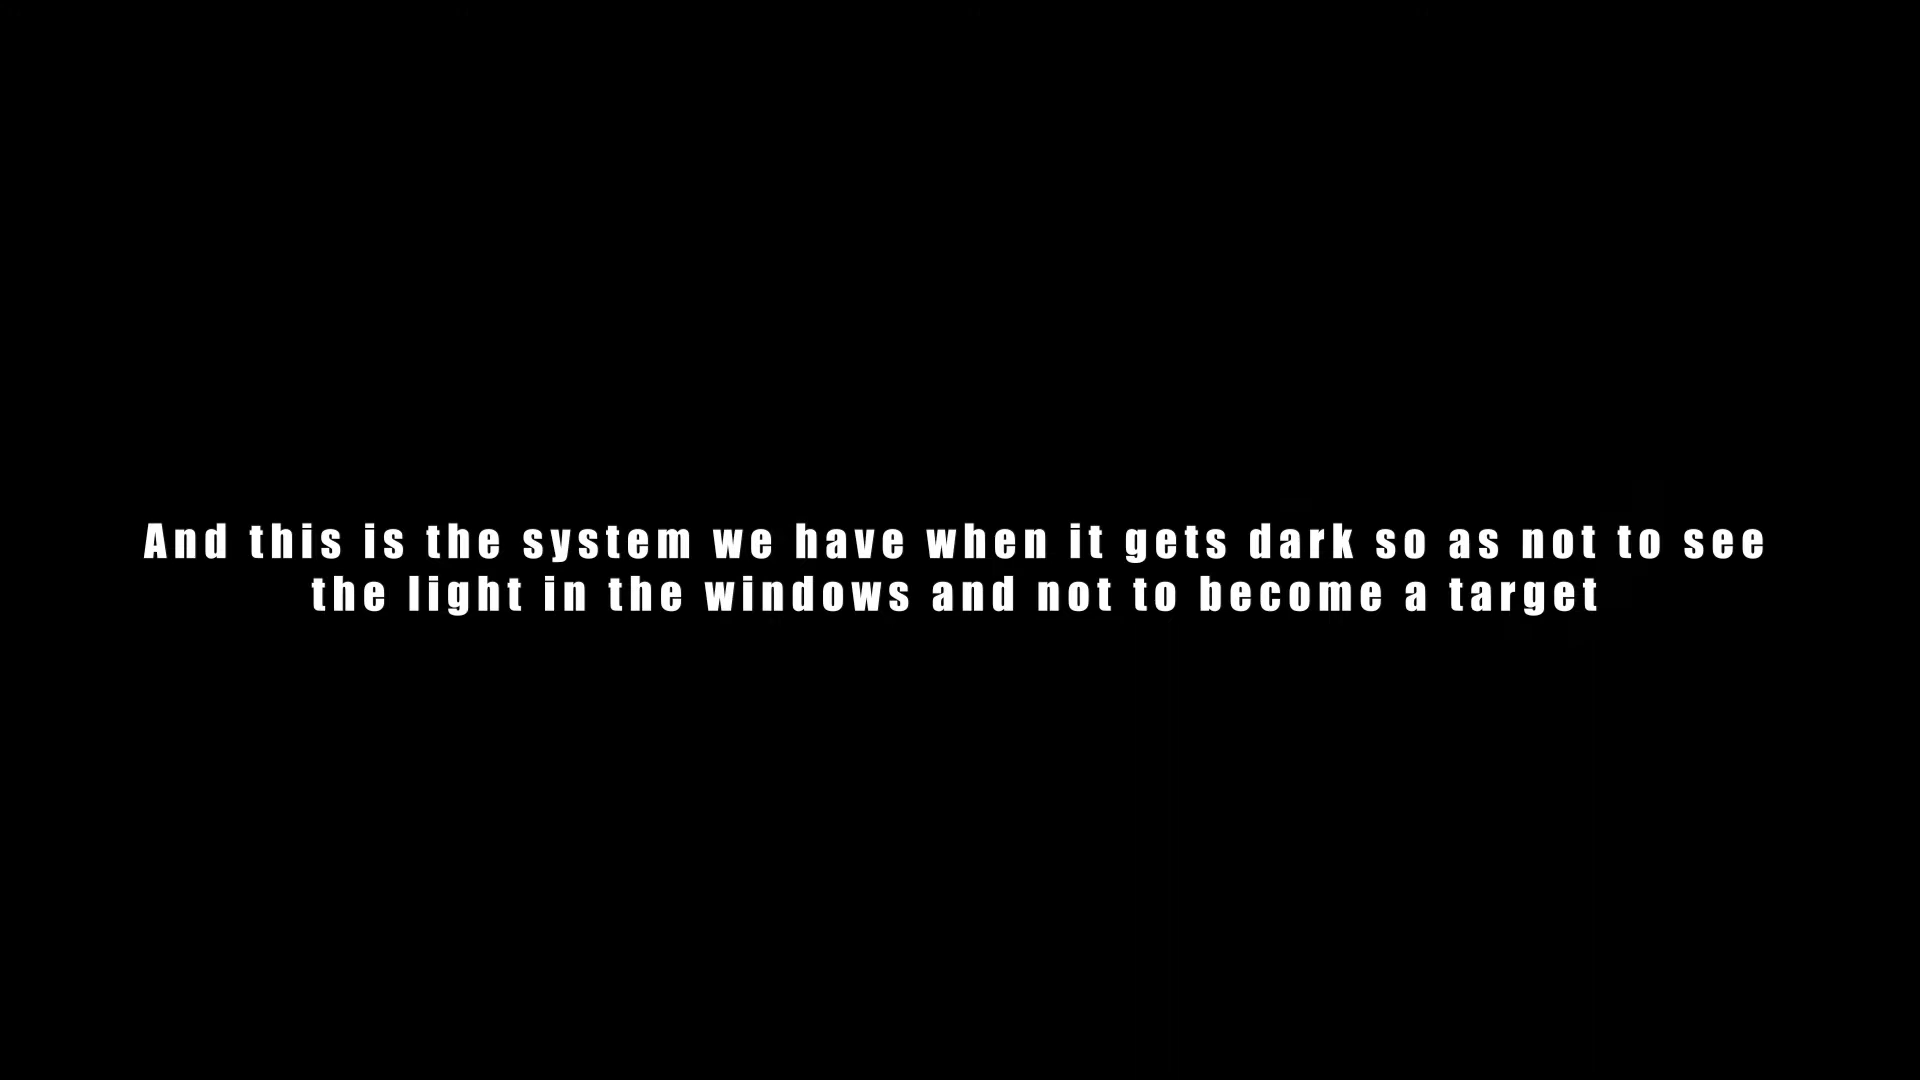 And this is the system we have when it gets dark so as not to see
the light in the windows and not to become a target